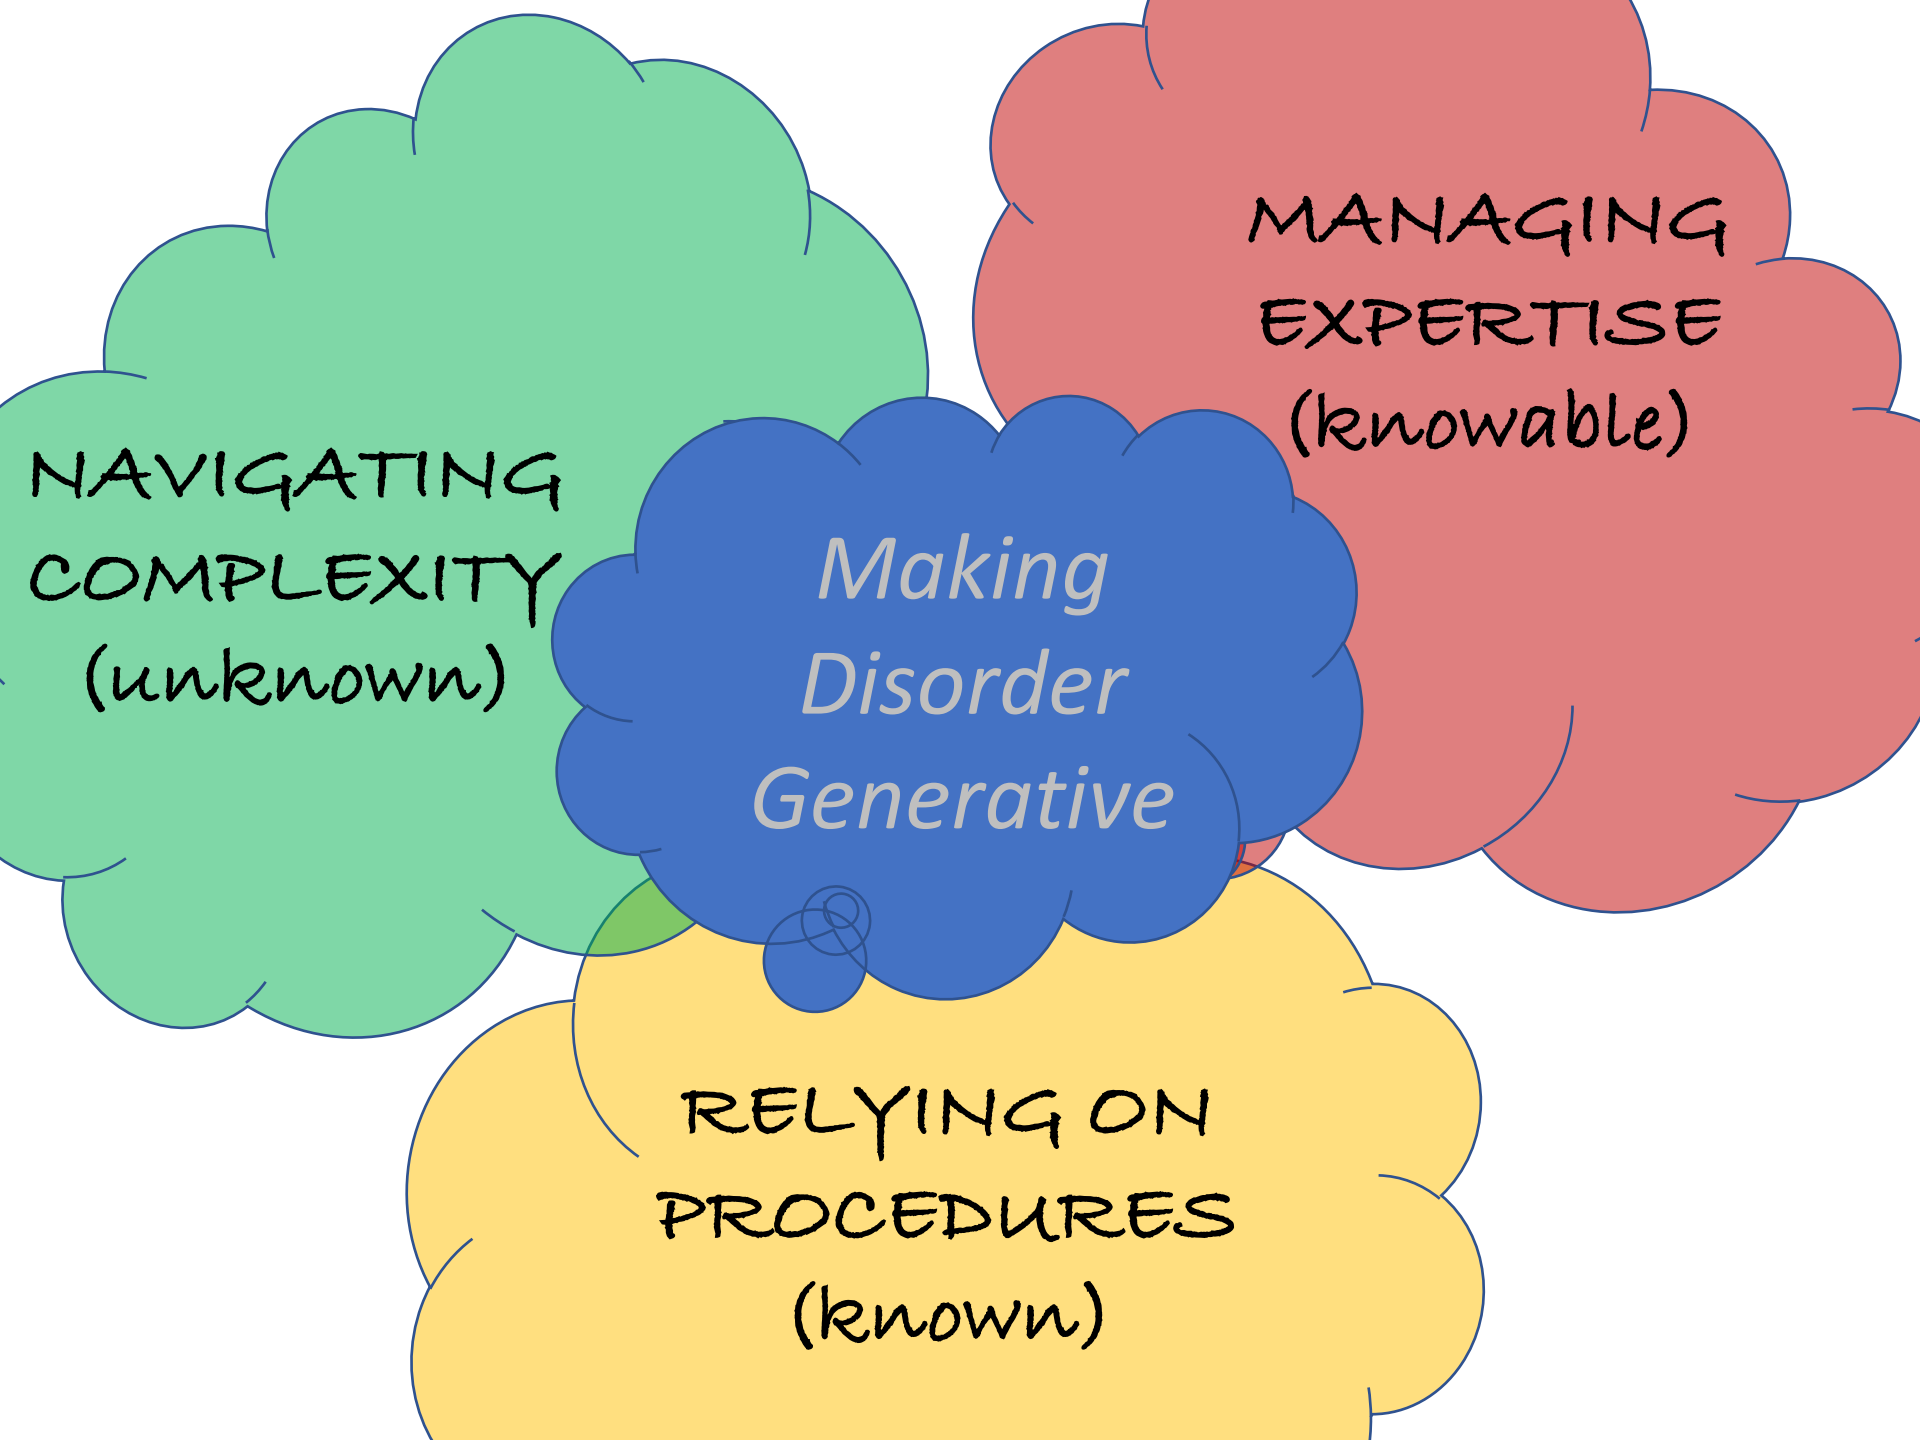 NAVIGATING
COMPLEXITY
(unknown)
MANAGING
EXPERTISE
(knowable)
Making
Disorder
Generative
RELYING ON
PROCEDURES
(known)